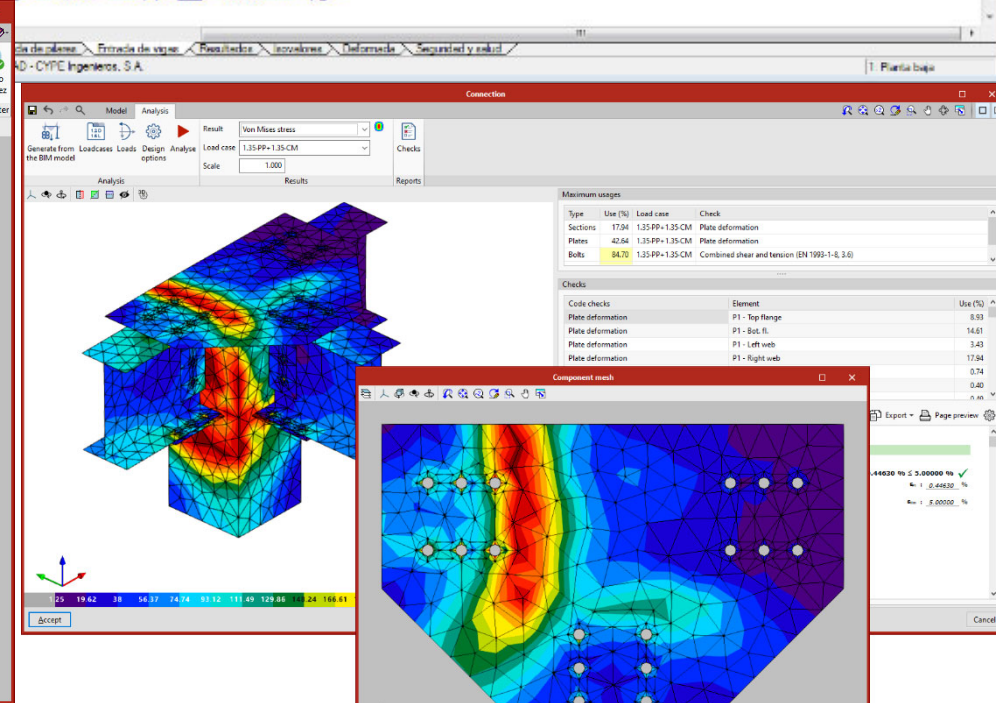 Entrada de vigas Resultados Isovalores Deformada Seguridad y salud
- CYPE Ingenieros, S.A. 1. Planta baja
Connection
Model Analysis
Generate from the BIM model Loadcases Loads Design options Analyse
Result Von Mises stress
Load case 1.35·PP+1.35·CM
Scale 1.000
Checks
Analysis Results Reports
Maximum usages
Type Use (%) Load case Check
Sections 17.94 1.35·PP+1.35·CM Plate deformation
Plates 42.64 1.35·PP+1.35·CM Plate deformation
Bolts 84.70 1.35·PP+1.35·CM Combined shear and tension (EN 1993-1-8, 3.6)
Checks
Code checks Element Use (%)
Plate deformation P1 - Top flange 8.93
Plate deformation P1 - Bot. fl. 14.61
Plate deformation P1 - Left web 3.43
Plate deformation P1 - Right web 17.94
0.74
0.40
Component mesh
Export Page preview
.44630 % ≤ 5.00000 % ✓
: 0.44630 %
: 5.00000 %
1.25 19.62 38 56.37 74.74 93.12 111.49 129.86 148.24 166.61
Accept
Cancel